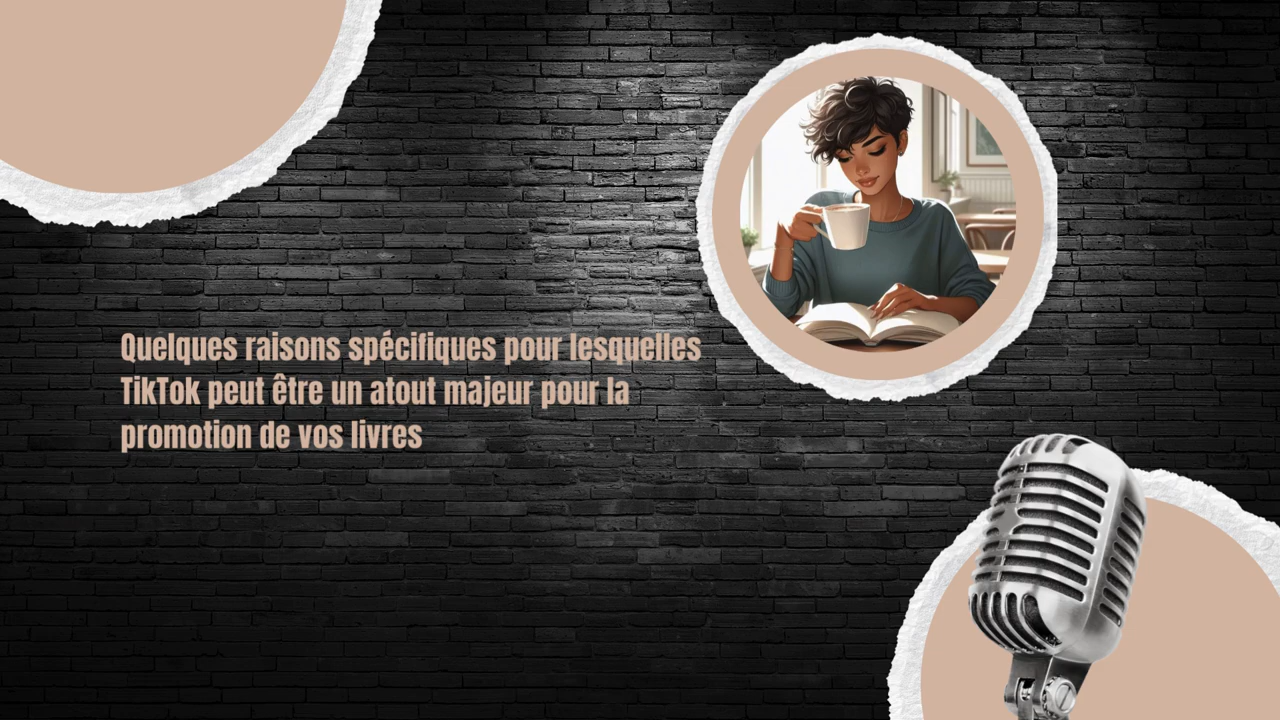 Quelques raisons spécifiques pour lesquelles
TikTok peut être un atout majeur pour la
promotion de vos livres